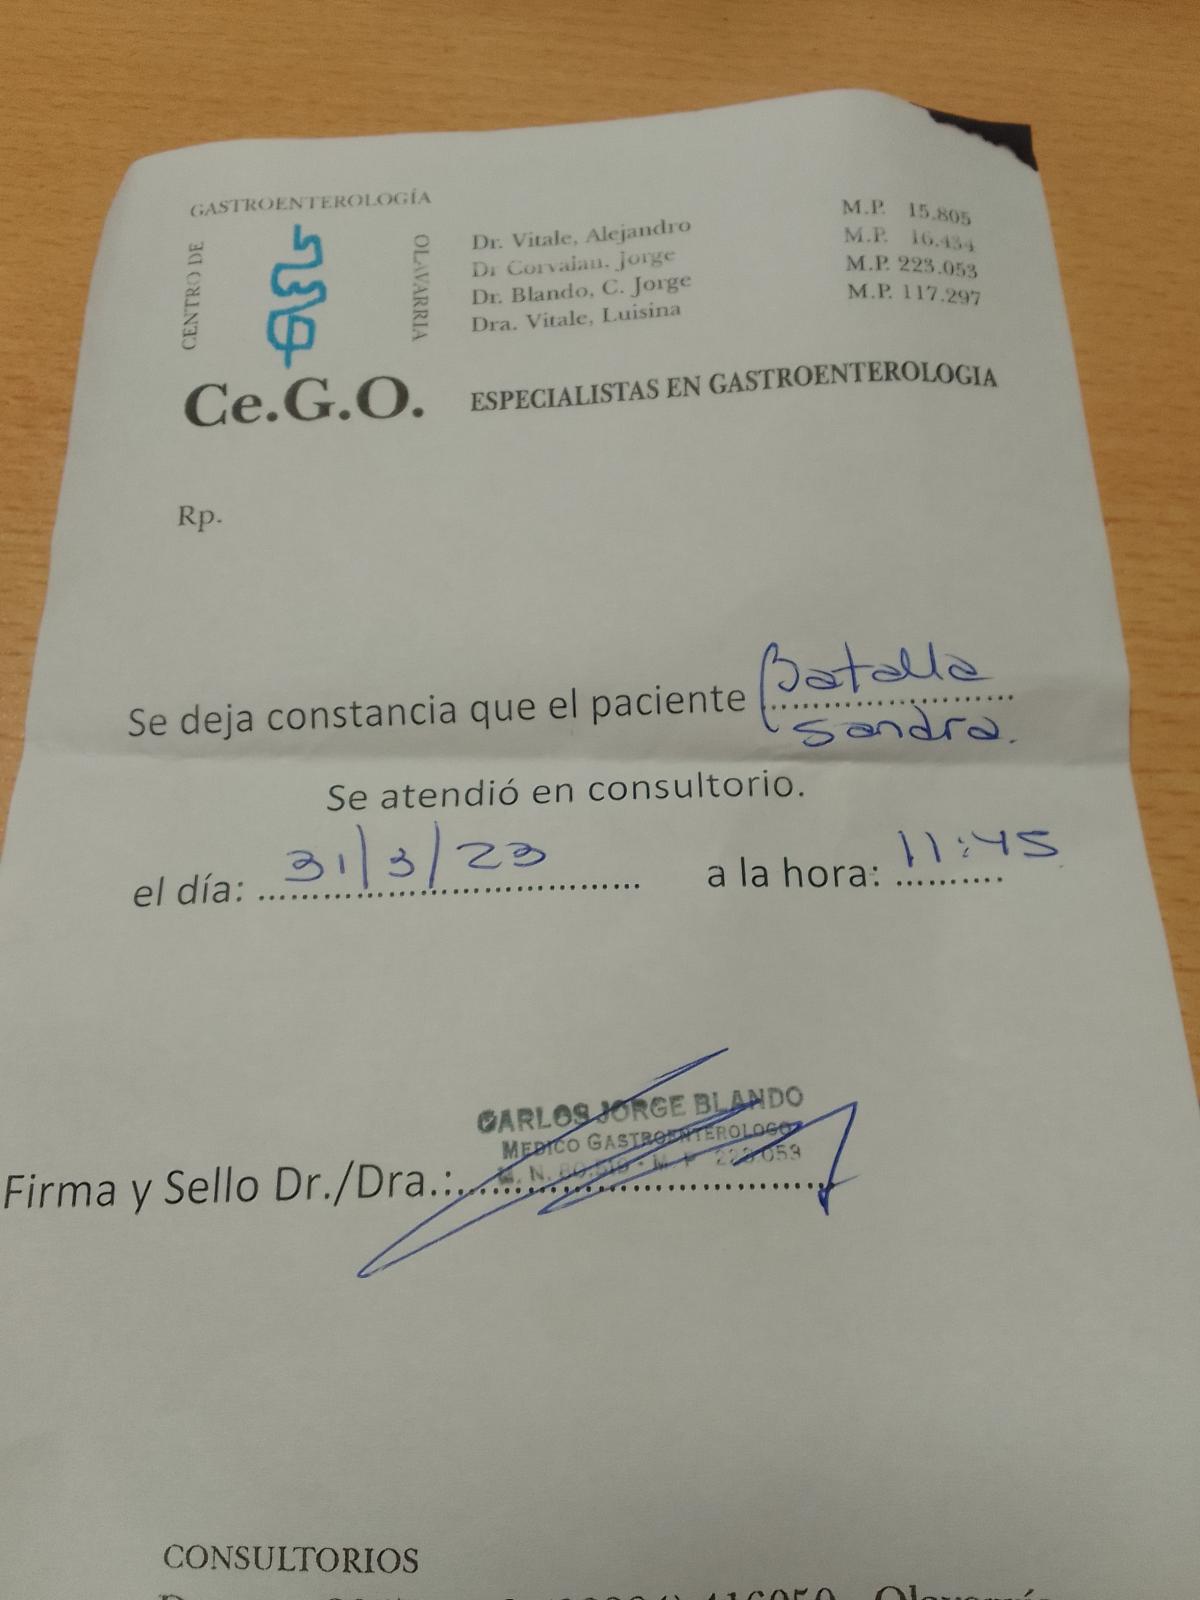 GASTROENTEROLOGÍA
CENTRO DE
OLAVARRIA
Ce.G.O.
Dr. Vitale, Alejandro M.P. 15.805
Dr Corvalan, Jorge M.P. 16.434
Dr. Blando, C. Jorge M.P. 223.053
Dra. Vitale, Luisina M.P. 117.297
ESPECIALISTAS EN GASTROENTEROLOGIA
Rp.
Se deja constancia que el paciente Batalla
Sandra.
Se atendió en consultorio.
el día: 31/3/23 a la hora: 11:45
CARLOS JORGE BLANDO
MEDICO GASTROENTEROLOGO
M. N. M. P 223.053
Firma y Sello Dr./Dra.:
CONSULTORIOS